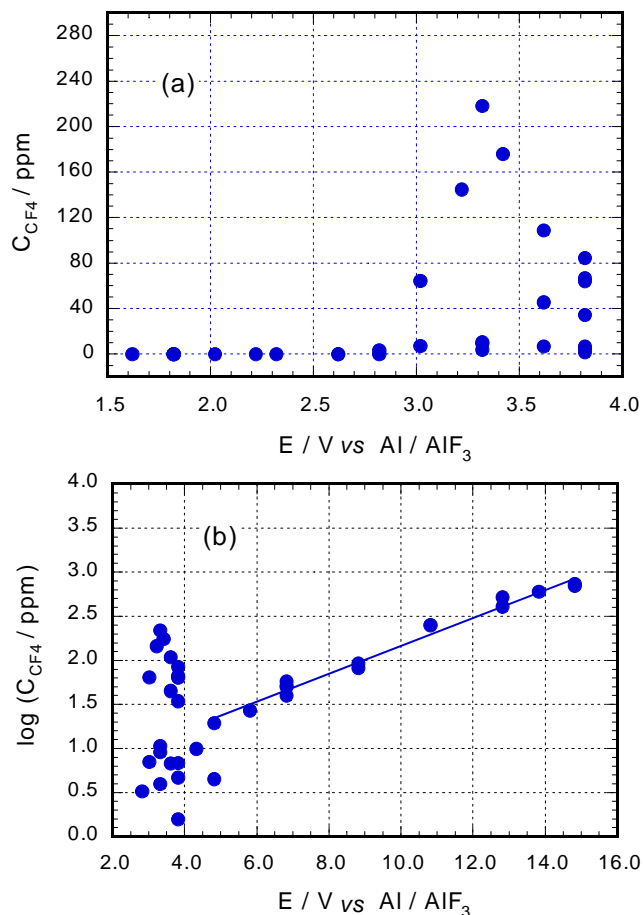 280
240
200
160
120
80
40
0
C_CF4 / ppm
(a)
1.6 2.0 2.5 3.0 3.5 4.0
E / V vs Al / AlF3
4.0
3.5
3.0
2.5
2.0
1.5
1.0
0.5
0.0
log (C_CF4 / ppm)
(b)
2.0 4.0 6.0 8.0 10.0 12.0 14.0 16.0
E / V vs Al / AlF3